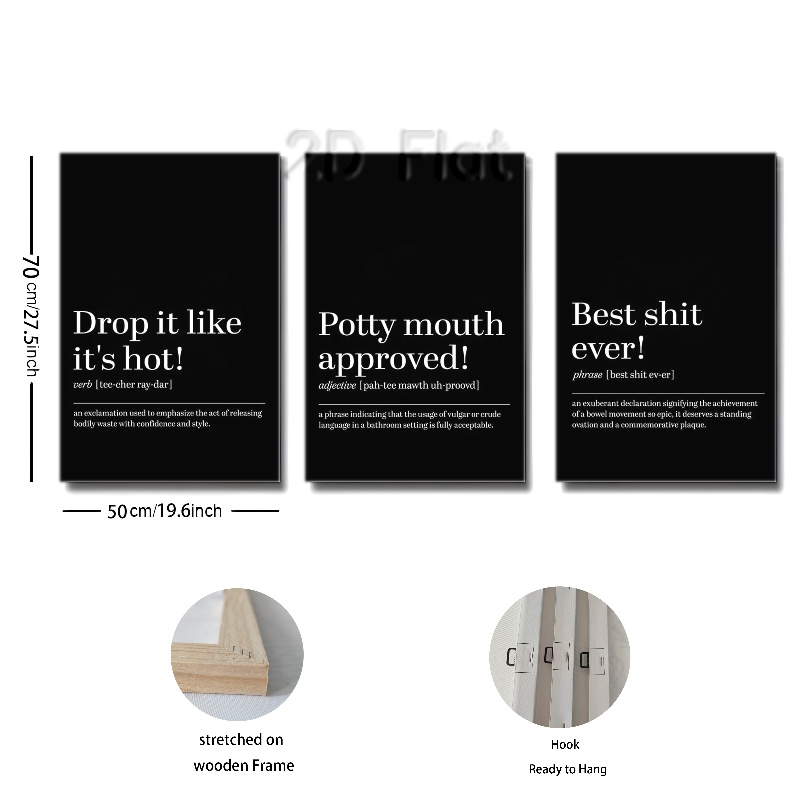 2D Flat
Drop it like
it's hot!
verb [tee-cher ray-dar]
an exclamation used to emphasize the act of releasing
bodily waste with confidence and style.
Potty mouth
approved!
adjective [pah-tee mawth uh-proovd]
a phrase indicating that the usage of vulgar or crude
language in a bathroom setting is fully acceptable.
Best shit
ever!
phrase [best shit ev-er]
an exuberant declaration signifying the achievement
of a bowel movement so epic, it deserves a standing
ovation and a commemorative plaque.
70 cm/27.5inch
50cm/19.6inch
stretched on
wooden Frame
Hook
Ready to Hang